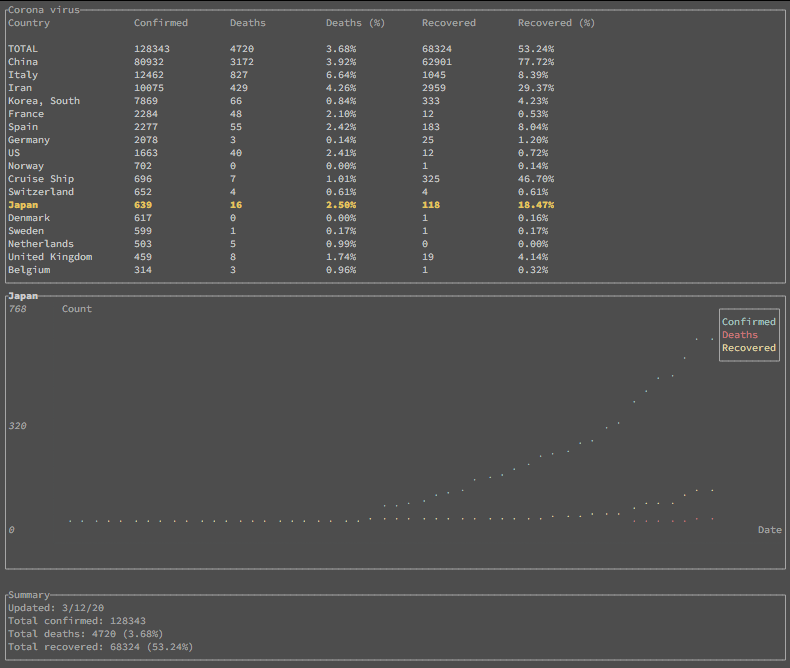 Corona virus
Country Confirmed Deaths Deaths (%) Recovered Recovered (%)
TOTAL 128343 4720 3.68% 68324 53.24%
China 80932 3172 3.92% 62901 77.72%
Italy 12462 827 6.64% 1045 8.39%
Iran 10075 429 4.26% 2959 29.37%
Korea, South 7869 66 0.84% 333 4.23%
France 2284 48 2.10% 12 0.53%
Spain 2277 55 2.42% 183 8.04%
Germany 2078 3 0.14% 25 1.20%
US 1663 40 2.41% 12 0.72%
Norway 702 0 0.00% 1 0.14%
Cruise Ship 696 7 1.01% 325 46.70%
Switzerland 652 4 0.61% 4 0.61%
Japan 639 16 2.50% 118 18.47%
Denmark 617 0 0.00% 1 0.16%
Sweden 599 1 0.17% 1 0.17%
Netherlands 503 5 0.99% 0 0.00%
United Kingdom 459 8 1.74% 19 4.14%
Belgium 314 3 0.96% 1 0.32%
Japan
768 Count
Confirmed
Deaths
Recovered
320
0 Date
Summary
Updated: 3/12/20
Total confirmed: 128343
Total deaths: 4720 (3.68%)
Total recovered: 68324 (53.24%)